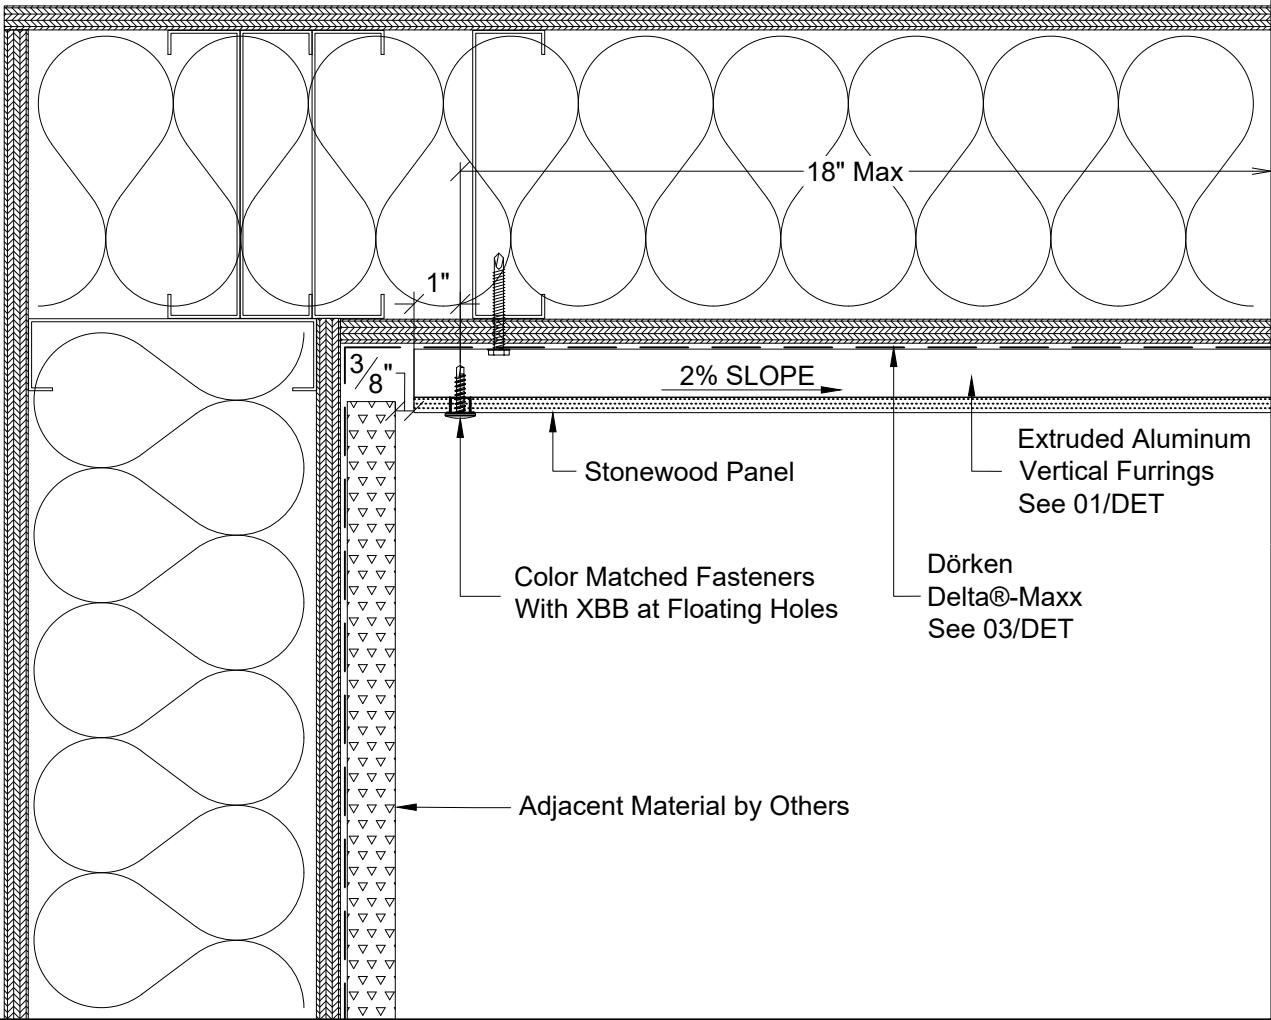 18" Max
1"
3/8"
2% SLOPE
Stonewood Panel
Extruded Aluminum
Vertical Furrings
See 01/DET
Color Matched Fasteners
With XBB at Floating Holes
Dörken
Delta®-Maxx
See 03/DET
Adjacent Material by Others